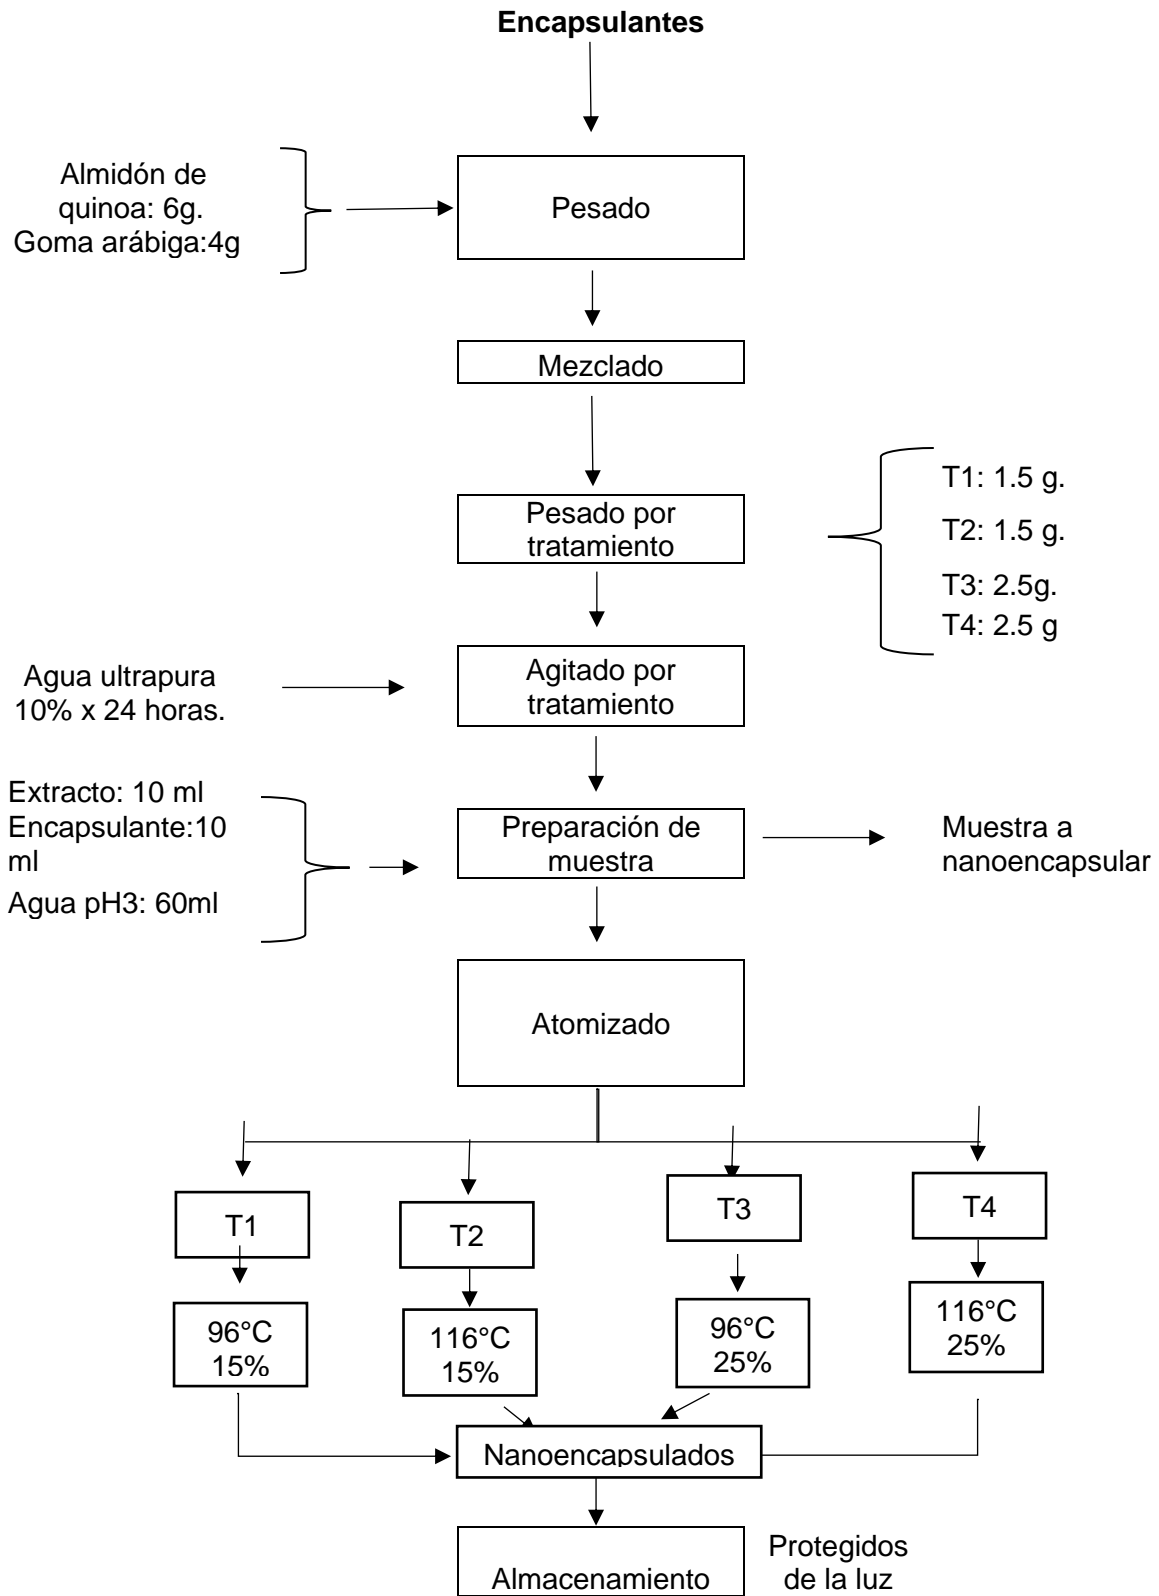 Encapsulantes
Almidón de
quinoa: 6g.
Goma arábiga:4g
Pesado
Mezclado
Pesado por
tratamiento
T1: 1.5 g.
T2: 1.5 g.
T3: 2.5g.
T4: 2.5 g
Agua ultrapura
10% x 24 horas.
Agitado por
tratamiento
Extracto: 10 ml
Encapsulante:10
ml
Agua pH3: 60ml
Preparación de
muestra
Muestra a
nanoencapsular
Atomizado
T1
T2
T3
T4
96°C
15%
116°C
15%
96°C
25%
116°C
25%
Nanoencapsulados
Almacenamiento
Protegidos
de la luz